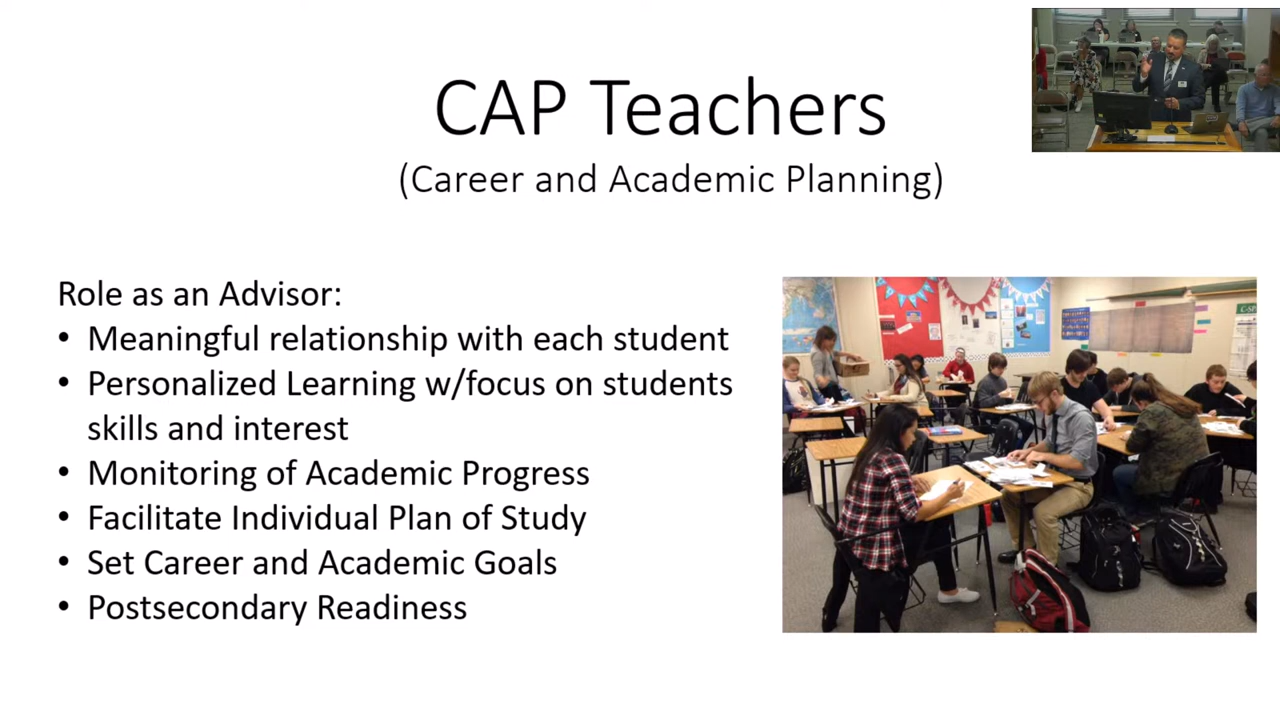 CAP Teachers
(Career and Academic Planning)
Role as an Advisor:
• Meaningful relationship with each student
• Personalized Learning w/focus on students
skills and interest
• Monitoring of Academic Progress
• Facilitate Individual Plan of Study
• Set Career and Academic Goals
• Postsecondary Readiness